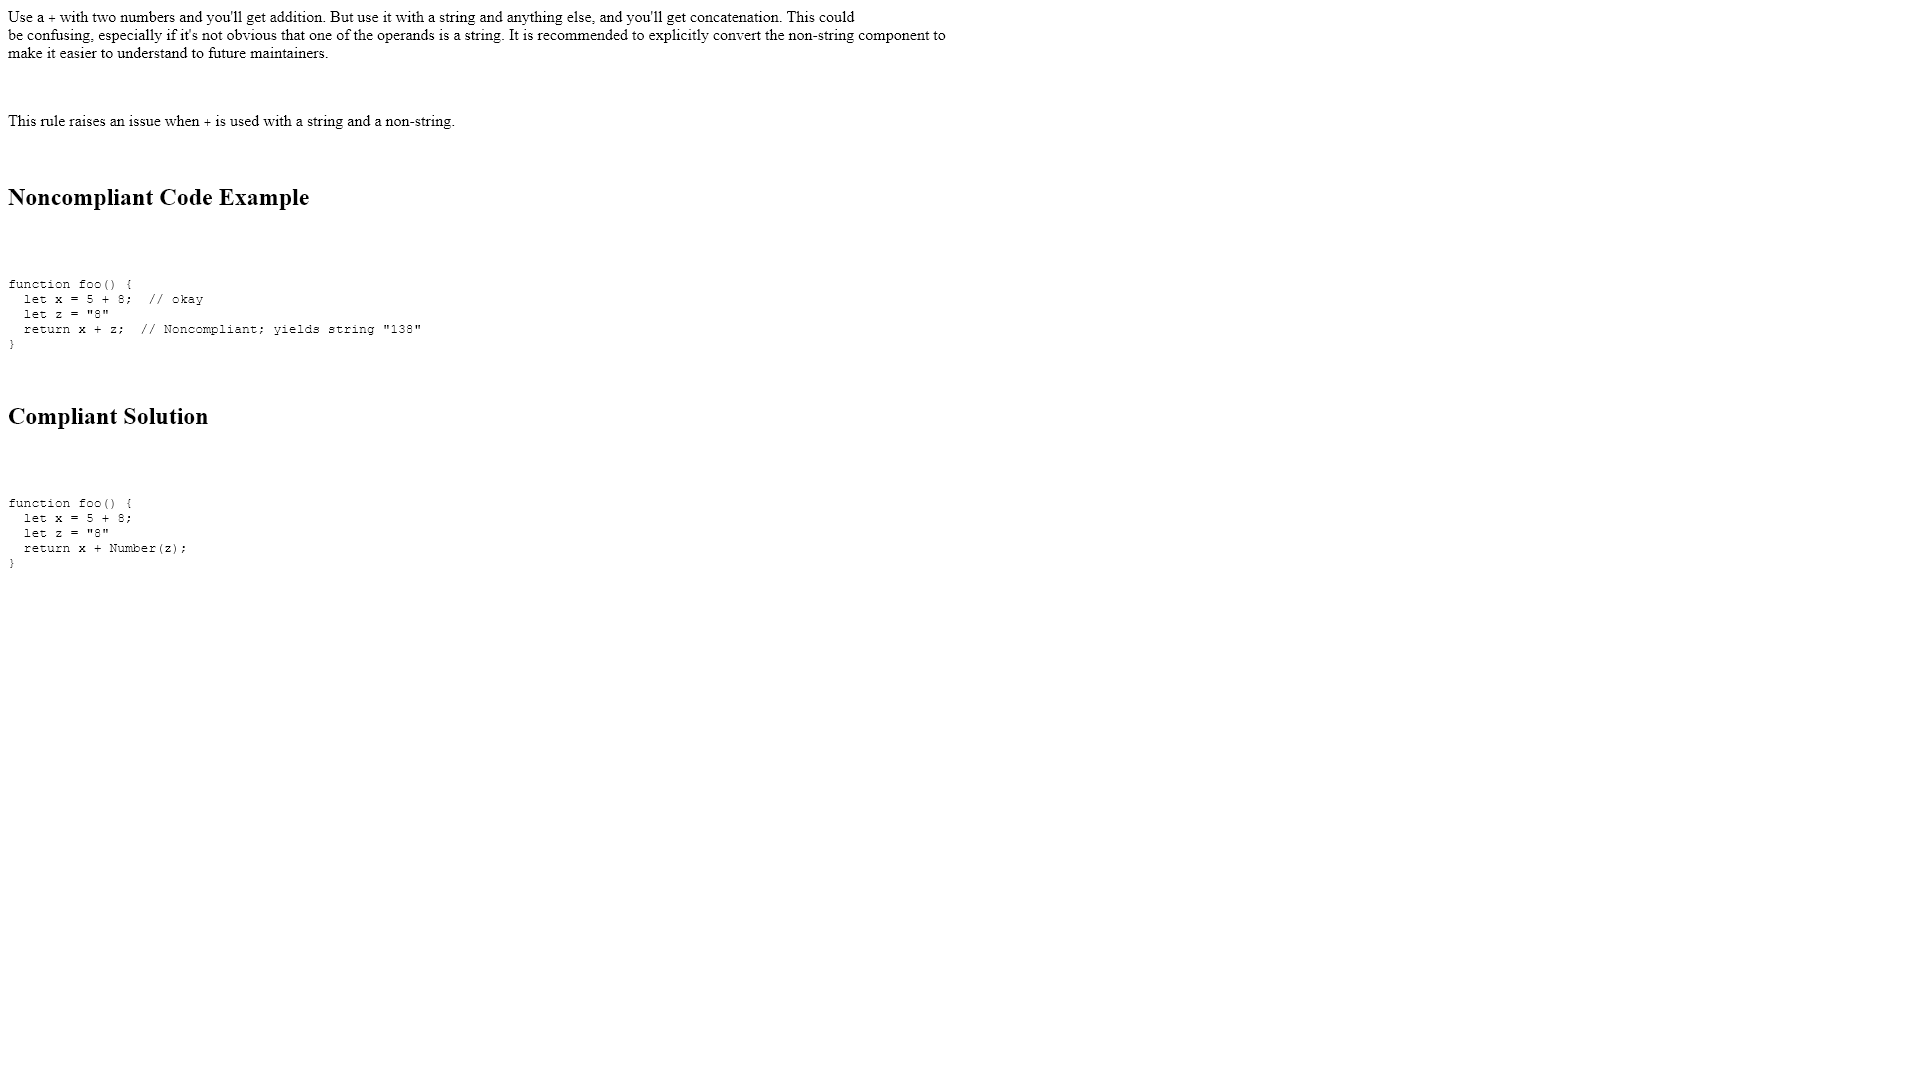 Use a + with two numbers and you'll get addition. But use it with a string and anything else, and you'll get concatenation. This could
be confusing, especially if it's not obvious that one of the operands is a string. It is recommended to explicitly convert the non-string component to
make it easier to understand to future maintainers.
This rule raises an issue when + is used with a string and a non-string.
Noncompliant Code Example
function foo() {
  let x = 5 + 8;  // okay
  let z = "8"
  return x + z;  // Noncompliant; yields string "138"
}
Compliant Solution
function foo() {
  let x = 5 + 8;
  let z = "8"
  return x + Number(z);
}